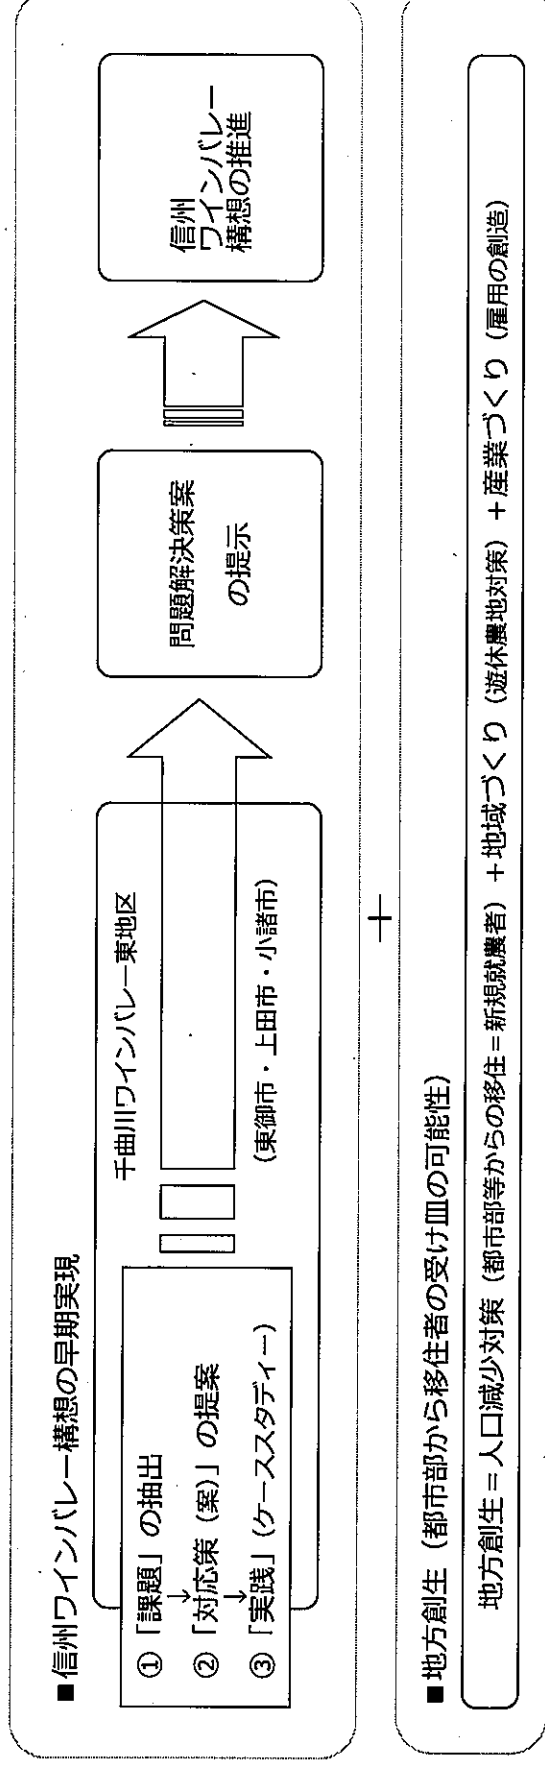 ■信州ワインバレー構想の早期実現
千曲川ワインバレー東地区
①「課題」の抽出
↓
②「対応策(案)」の提案
↓
③「実践」(ケーススタディー)
(東御市・上田市・小諸市)
問題解決策案
の提示
信州
ワインバレー
構想の推進
+
■地方創生(都市部から移住者の受け皿の可能性)
地方創生=人口減少対策(都市部等からの移住=新規就農者)+地域づくり(遊休農地対策)+産業づくり(雇用の創造)